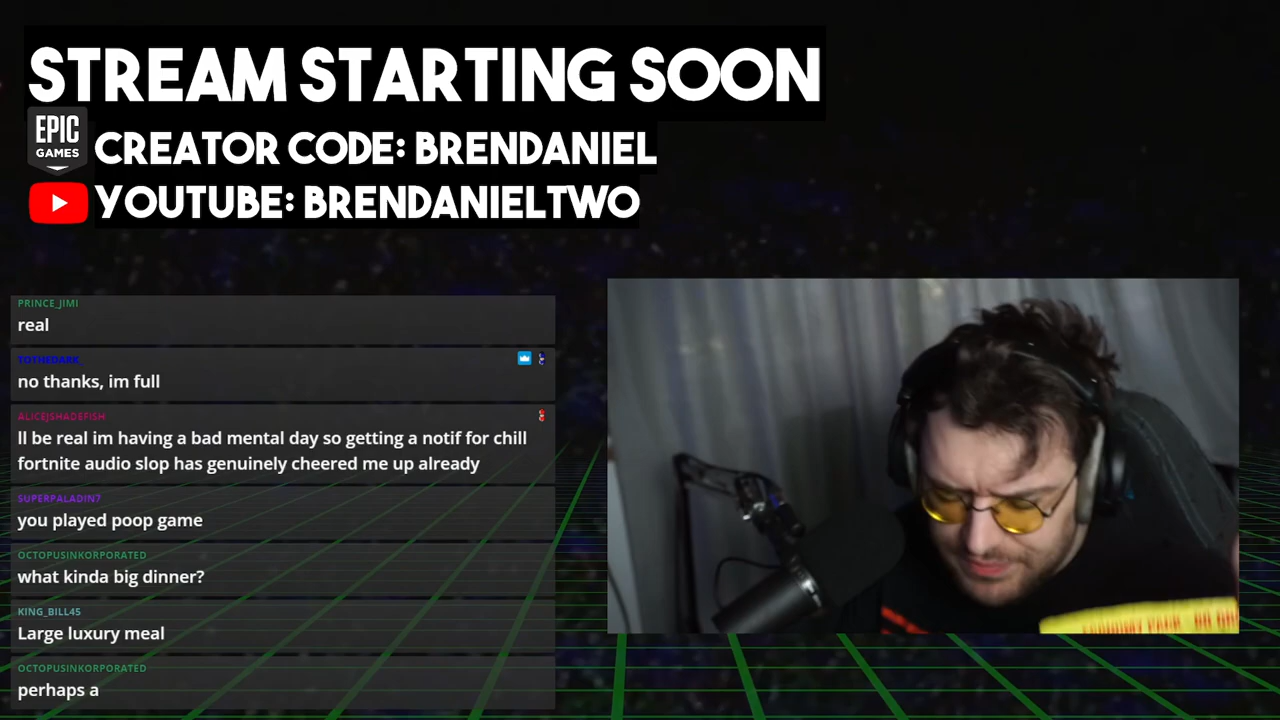 STREAM STARTING SOON
EPIC
GAMES
CREATOR CODE: BRENDANIEL
YOUTUBE: BRENDANIELTWO
PRINCE_JIMI
real
TOTHEDARK
no thanks, im full
ALICEJSHADEFISH
ll be real im having a bad mental day so getting a notif for chill
fortnite audio slop has genuinely cheered me up already
SUPERPALADIN7
you played poop game
OCTOPUSINKORPORATED
what kinda big dinner?
KING_BILL45
Large luxury meal
OCTOPUSINKORPORATED
perhaps a